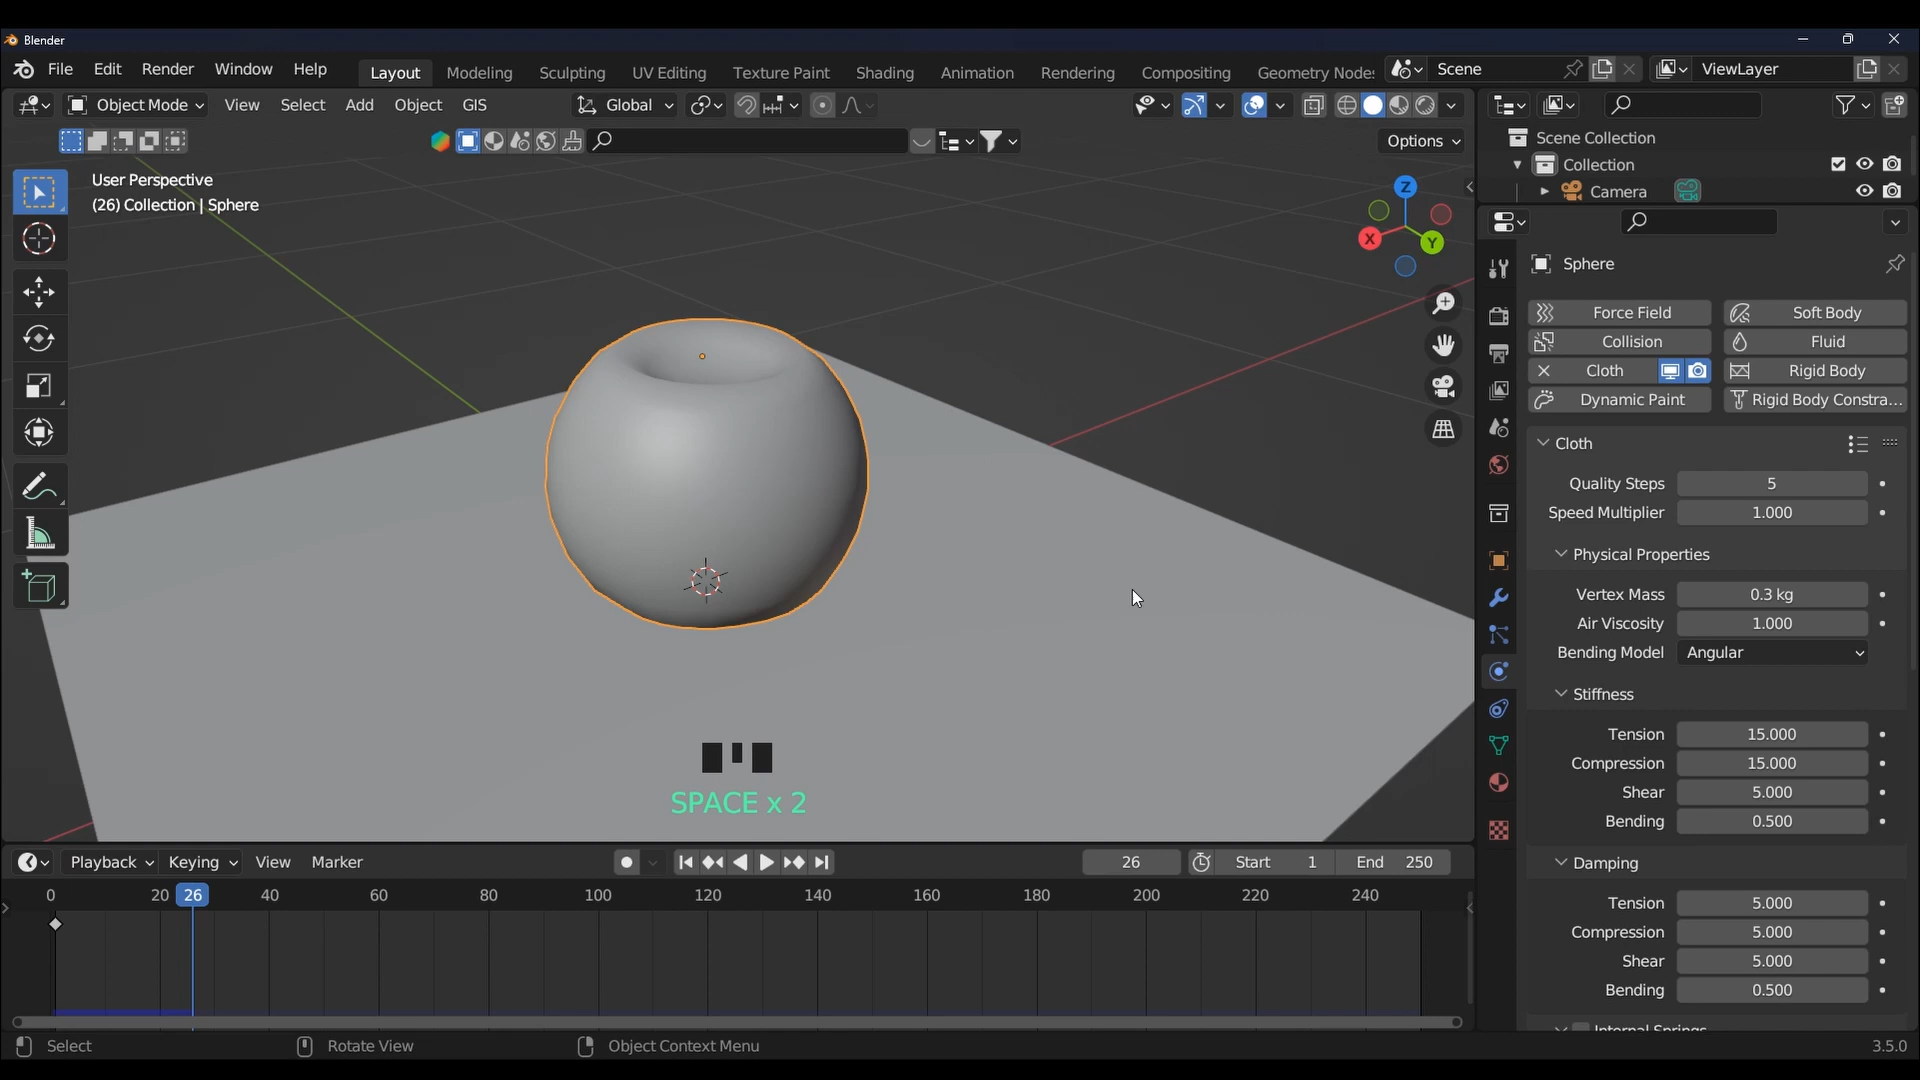 Blender
File Edit Render Window Help Layout Modeling Sculpting UV Editing Texture Paint Shading Animation Rendering Compositing Geometry Nodes Scene ViewLayer
Object Mode View Select Add Object GIS Global
Options
User Perspective
(26) Collection | Sphere
Z
X
Y
SPACE x 2
Scene Collection
Collection
Camera
Sphere
Force Field Soft Body
Collision Fluid
Cloth Rigid Body
Dynamic Paint Rigid Body Constra...
Cloth
Quality Steps 5
Speed Multiplier 1.000
Physical Properties
Vertex Mass 0.3 kg
Air Viscosity 1.000
Bending Model Angular
Stiffness
Tension 15.000
Compression 15.000
Shear 5.000
Bending 0.500
Damping
Tension 5.000
Compression 5.000
Shear 5.000
Bending 0.500
Internal Springs
Playback Keying View Marker 26 Start 1 End 250
0 20 26 40 60 80 100 120 140 160 180 200 220 240
Select Rotate View Object Context Menu 3.5.0